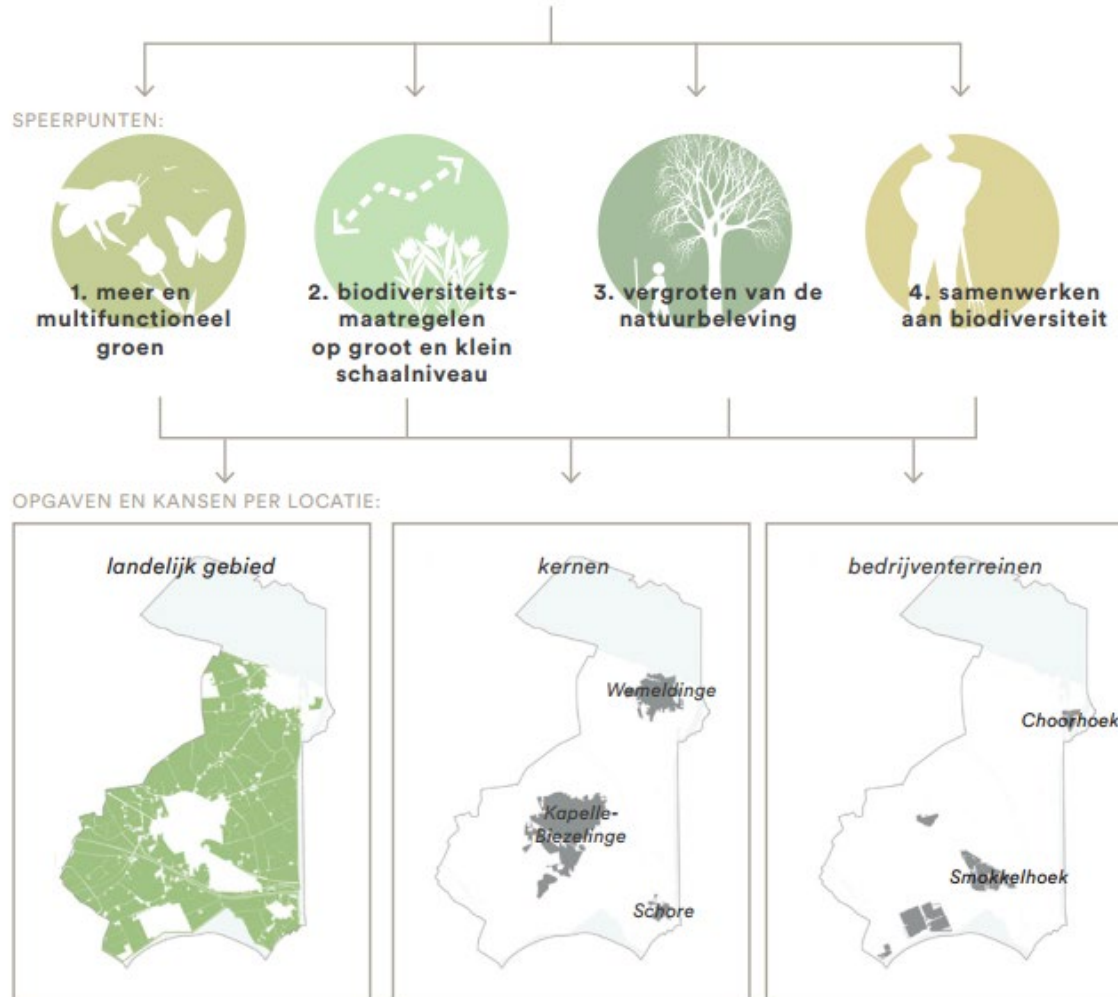 SPEERPUNTEN:
1. meer en
multifunctioneel
groen
2. biodiversiteits-
maatregelen
op groot en klein
schaalniveau
3. vergroten van de
natuurbeleving
4. samenwerken
aan biodiversiteit
OPGAVEN EN KANSEN PER LOCATIE:
landelijk gebied
kernen
Wemeldinge
Kapelle-
Biezelinge
Schore
bedrijventerreinen
Choorhoek
Smokkelhoek